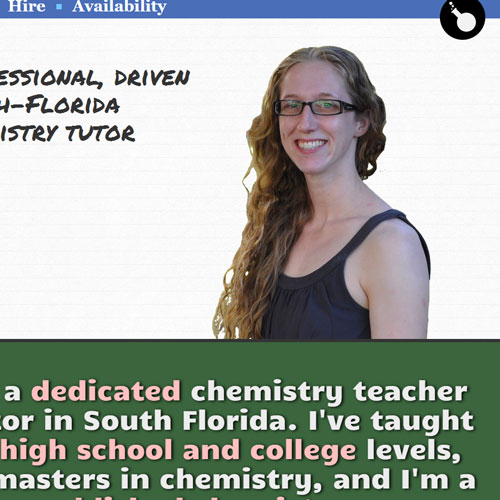 Hire ▪ Availability
ESSIONAL, DRIVEN
H-FLORIDA
ISTRY TUTOR
a dedicated chemistry teacher
tor in South Florida. I've taught
high school and college levels,
masters in chemistry, and I'm a